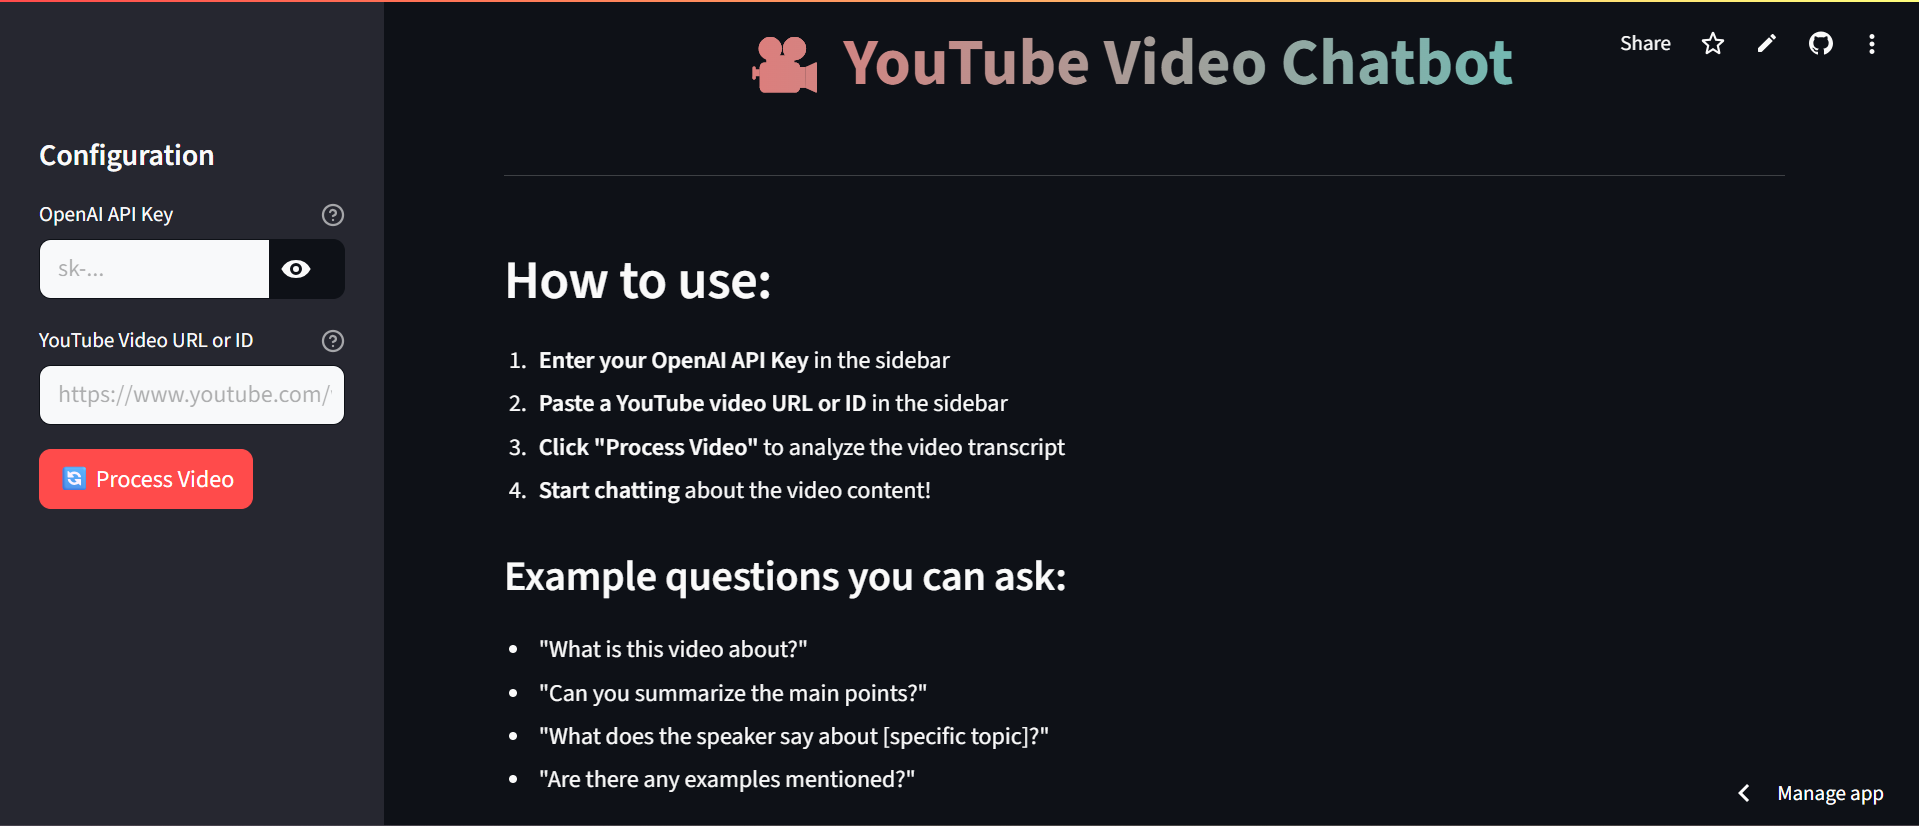 Share
YouTube Video Chatbot
Configuration
OpenAI API Key
sk-...
YouTube Video URL or ID
https://www.youtube.com/
Process Video
How to use:
1. Enter your OpenAI API Key in the sidebar
2. Paste a YouTube video URL or ID in the sidebar
3. Click "Process Video" to analyze the video transcript
4. Start chatting about the video content!
Example questions you can ask:
• "What is this video about?"
• "Can you summarize the main points?"
• "What does the speaker say about [specific topic]?"
• "Are there any examples mentioned?"
Manage app